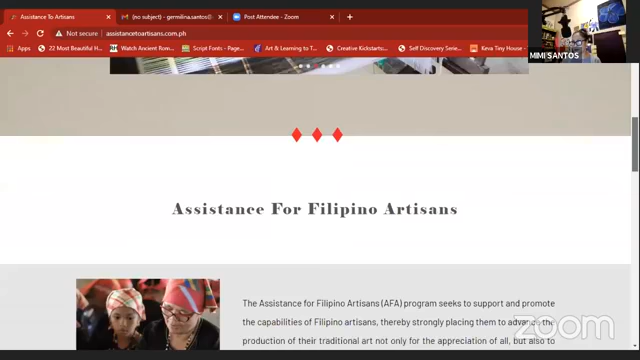 Assistance To Artisans
(no subject) - germilina.santos@
Post Attendee - Zoom
Not secure | assistancetoartisans.com.ph
22 Most Beautiful H...
Watch Ancient Rom...
Script Fonts - Page...
Art & Learning to T...
Creative Kickstarts:...
Self Discovery Serie...
Keva Tiny House -
MIMI SANTOS
Assistance For Filipino Artisans
The Assistance for Filipino Artisans (AFA) program seeks to support and promote
the capabilities of Filipino artisans, thereby strongly placing them to advance the
production of their traditional art not only for the appreciation of all, but also to
zoom